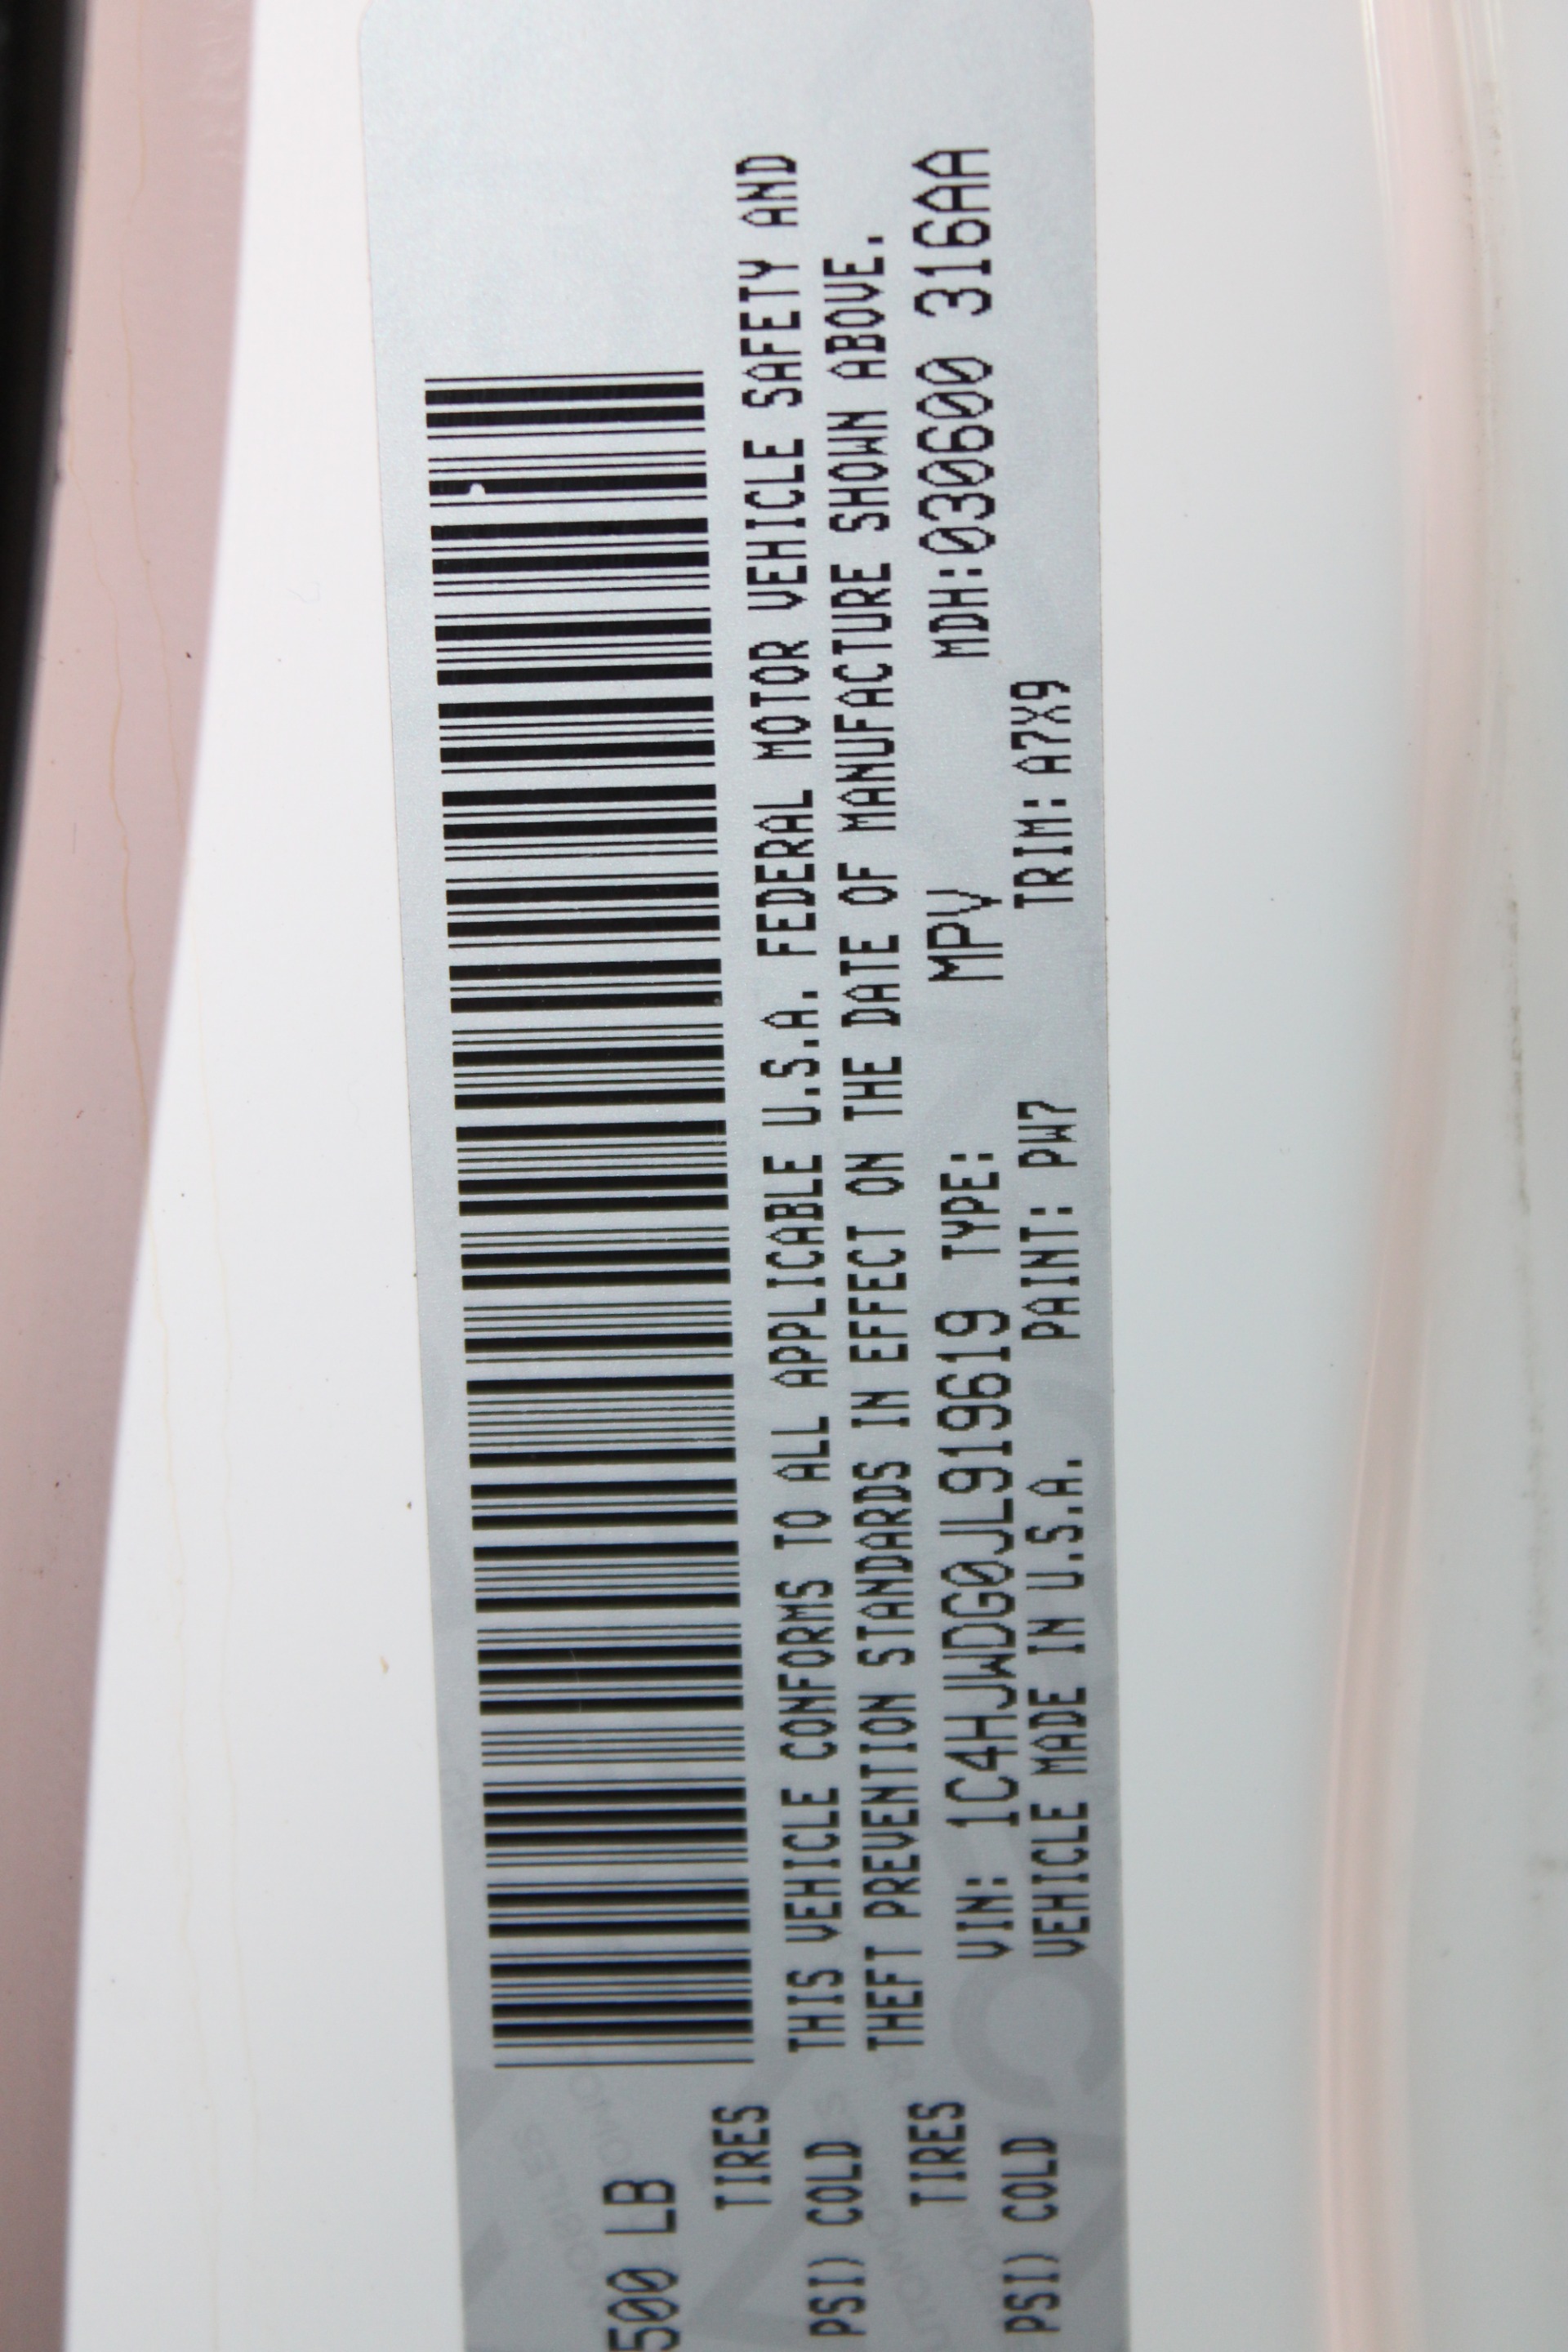 500 LB
TIRES
PSI) COLD
TIRES
PSI) COLD
THIS VEHICLE CONFORMS TO ALL APPLICABLE U.S.A. FEDERAL MOTOR VEHICLE SAFETY AND
THEFT PREVENTION STANDARDS IN EFFECT ON THE DATE OF MANUFACTURE SHOWN ABOVE.
VIN: 1C4HJWDG0JL919619 TYPE: MPV MDH:030600 316AA
VEHICLE MADE IN U.S.A. PAINT: PW7 TRIM: A7X9